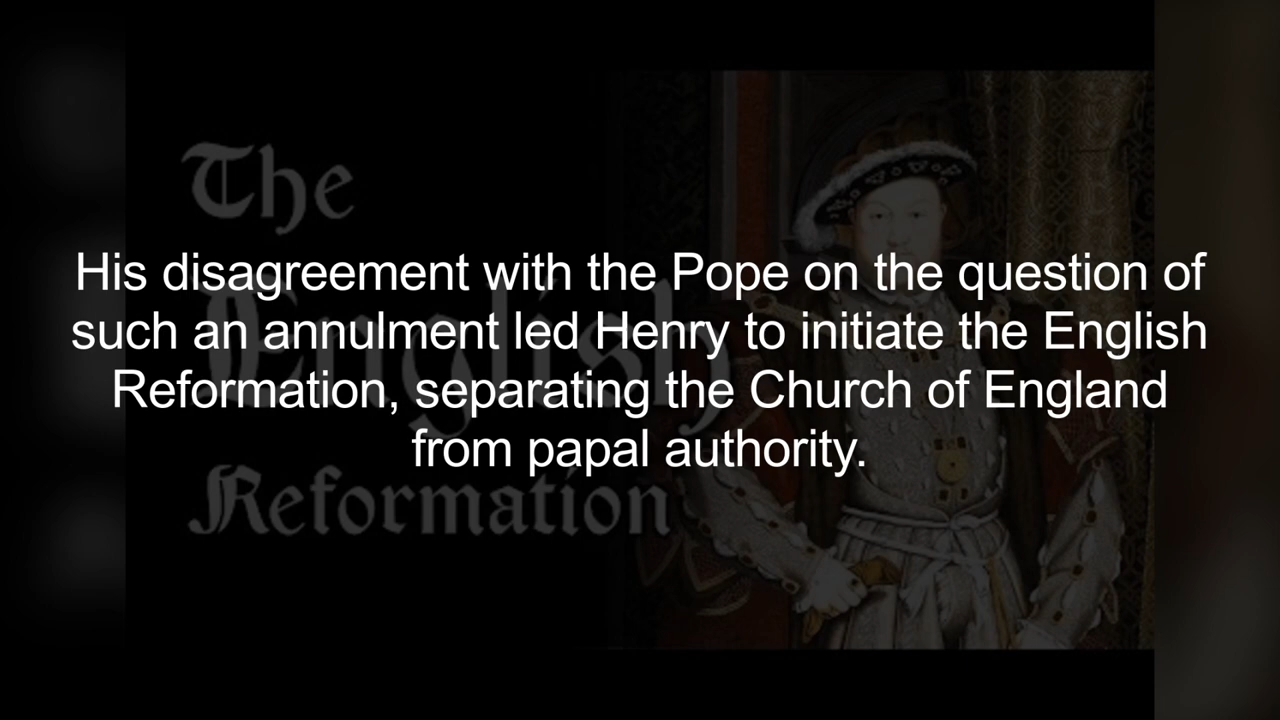 The
His disagreement with the Pope on the question of
such an annulment led Henry to initiate the English
English
Reformation, separating the Church of England
from papal authority.
Reformation